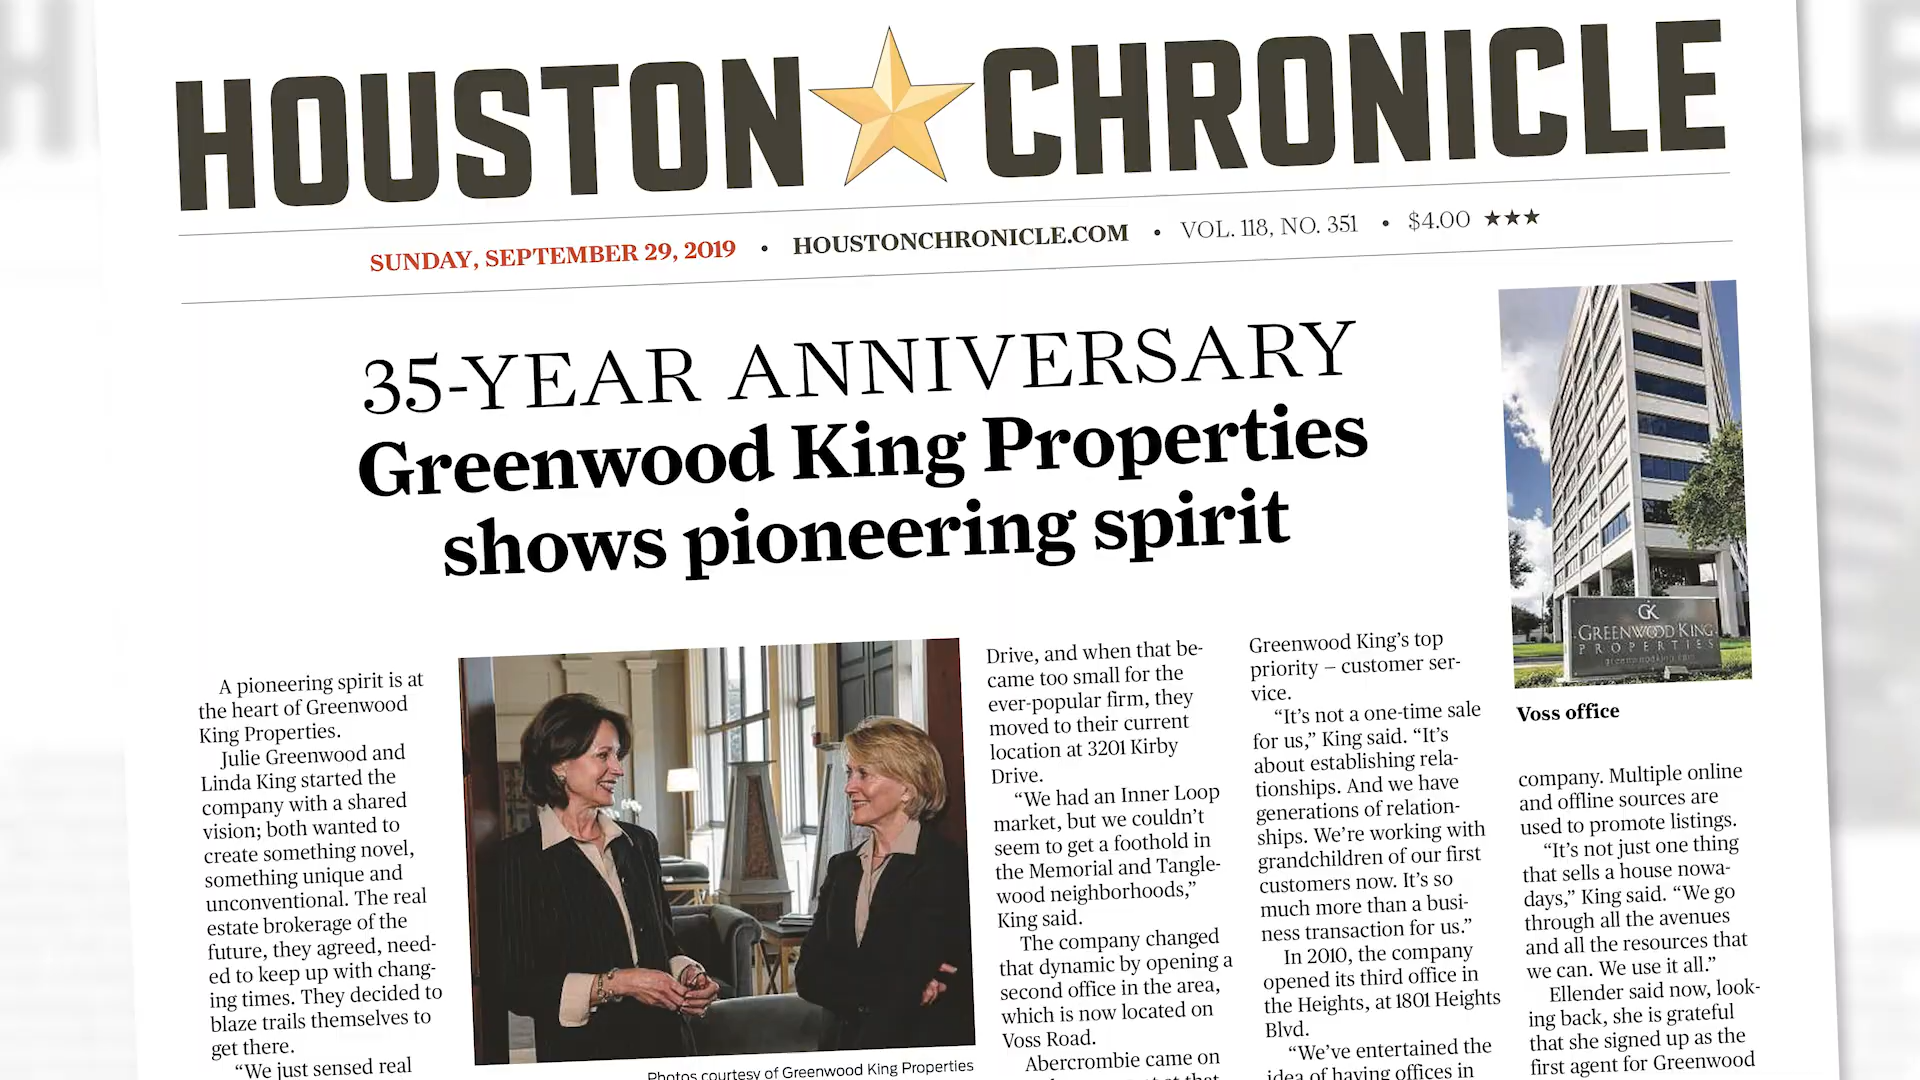 HOUSTON CHRONICLE
SUNDAY, SEPTEMBER 29, 2019 • HOUSTONCHRONICLE.COM • VOL. 118, NO. 351 • $4.00 ★★★
35-YEAR ANNIVERSARY
Greenwood King Properties
shows pioneering spirit
A pioneering spirit is at
the heart of Greenwood
King Properties.
Julie Greenwood and
Linda King started the
company with a shared
vision; both wanted to
create something novel,
something unique and
unconventional. The real
estate brokerage of the
future, they agreed, need-
ed to keep up with chang-
ing times. They decided to
blaze trails themselves to
get there.
“We just sensed real
Photos courtesy of Greenwood King Properties
Drive, and when that be-
came too small for the
ever-popular firm, they
moved to their current
location at 3201 Kirby
Drive.
“We had an Inner Loop
market, but we couldn’t
seem to get a foothold in
the Memorial and Tangle-
wood neighborhoods,”
King said.
The company changed
that dynamic by opening a
second office in the area,
which is now located on
Voss Road.
Abercrombie came on
Greenwood King’s top
priority – customer ser-
vice.
“It’s not a one-time sale
for us,” King said. “It’s
about establishing rela-
tionships. And we have
generations of relation-
ships. We’re working with
grandchildren of our first
customers now. It’s so
much more than a busi-
ness transaction for us.”
In 2010, the company
opened its third office in
the Heights, at 1801 Heights
Blvd.
“We’ve entertained the
idea of having offices in
GK
GREENWOOD KING
PROPERTIES
Voss office
company. Multiple online
and offline sources are
used to promote listings.
“It’s not just one thing
that sells a house nowa-
days,” King said. “We go
through all the avenues
and all the resources that
we can. We use it all.”
Ellender said now, look-
ing back, she is grateful
that she signed up as the
first agent for Greenwood